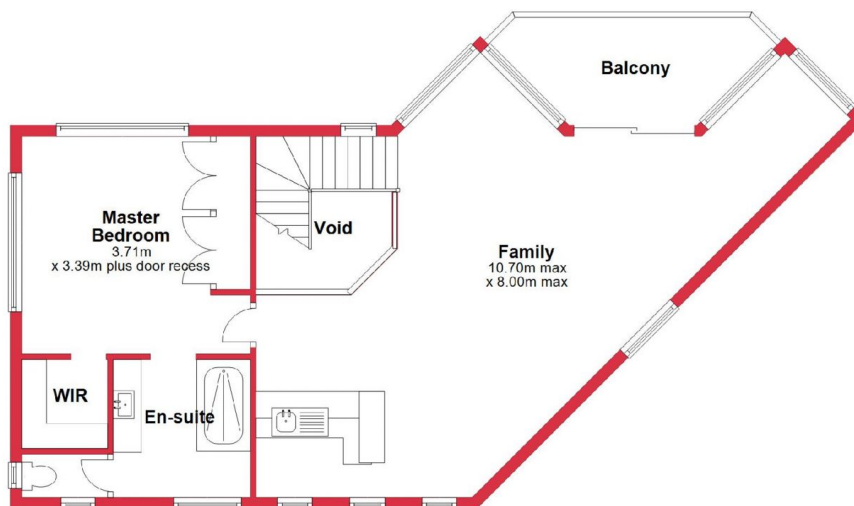 Balcony
Master
Bedroom
3.71m
x 3.39m plus door recess
Void
Family
10.70m max
x 8.00m max
WIR
En-suite